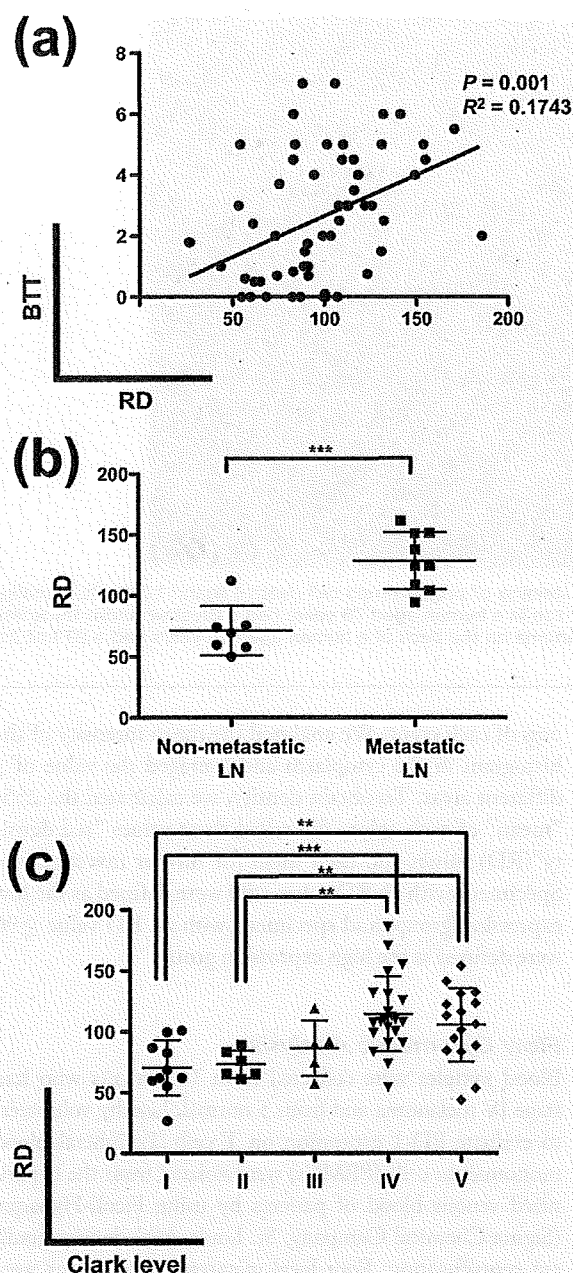 (a)
8
6
4
2
0
P = 0.001
R² = 0.1743
50
100
150
200
BTT
RD
(b)
***
200
150
100
50
0
RD
Non-metastatic
LN
Metastatic
LN
(c)
**
***
**
**
200
150
100
50
0
I
II
III
IV
V
RD
Clark level